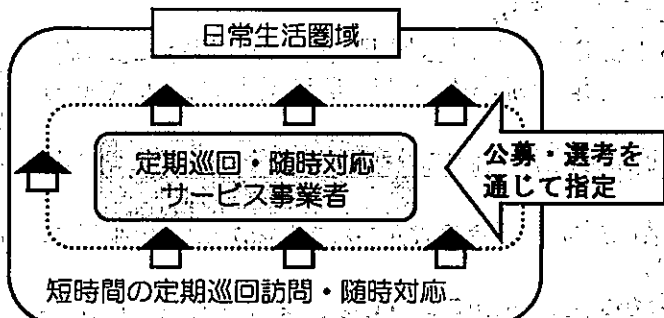 日常生活圏域
定期巡回・随時対応
サービス事業者
公募・選考を
通じて指定
短時間の定期巡回訪問・随時対応